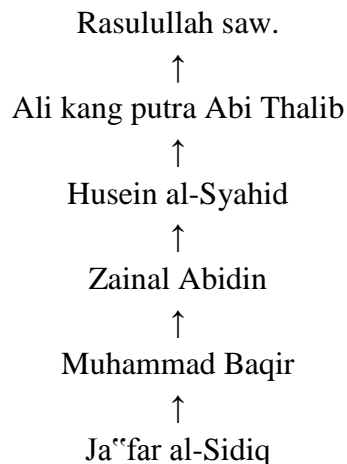 Rasulullah saw.
↑
Ali kang putra Abi Thalib
↑
Husein al-Syahid
↑
Zainal Abidin
↑
Muhammad Baqir
↑
Ja‟far al-Sidiq